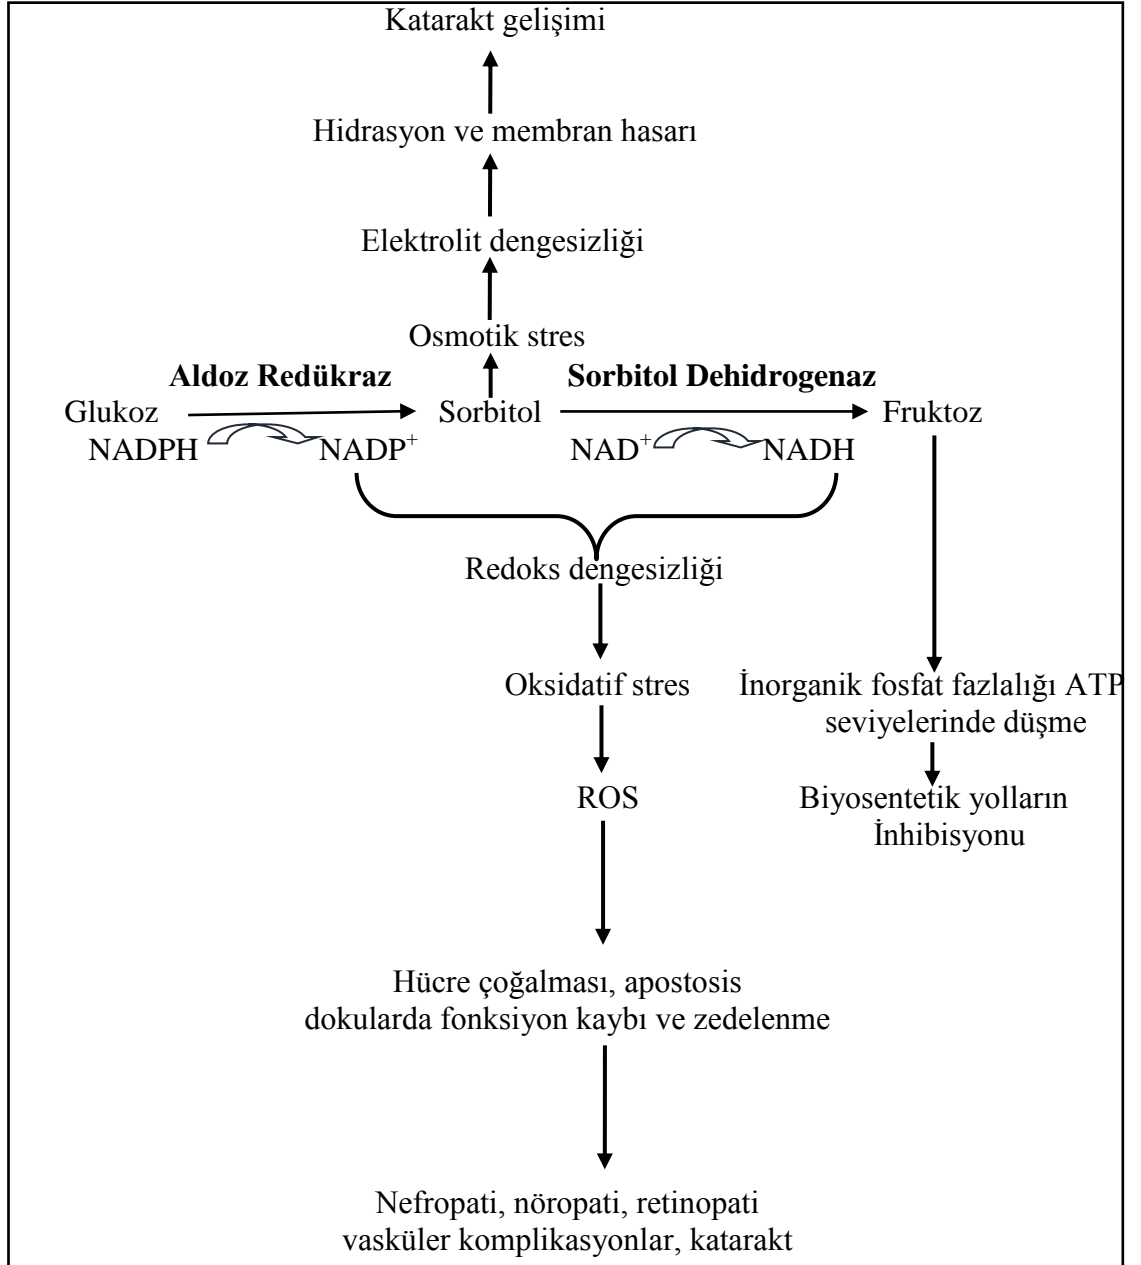 Katarakt gelişimi
Hidrasyon ve membran hasarı
Elektrolit dengesizliği
Osmotik stres
Aldoz Redükraz
Sorbitol Dehidrogenaz
Glukoz
Sorbitol
Fruktoz
NADPH
NADP⁺
NAD⁺
NADH
Redoks dengesizliği
Oksidatif stres
İnorganik fosfat fazlalığı ATP
seviyelerinde düşme
ROS
Biyosentetik yolların
İnhibisyonu
Hücre çoğalması, apostosis
dokularda fonksiyon kaybı ve zedelenme
Nefropati, nöropati, retinopati
vasküler komplikasyonlar, katarakt